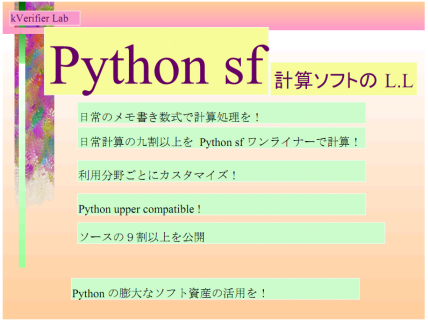 kVerifier Lab
Python sf 計算ソフトの L.L
日常のメモ書き数式で計算処理を！
日常計算の九割以上を Python sf ワンライナーで計算！
利用分野ごとにカスタマイズ！
Python upper compatible !
ソースの９割以上を公開
Python の膨大なソフト資産の活用を！